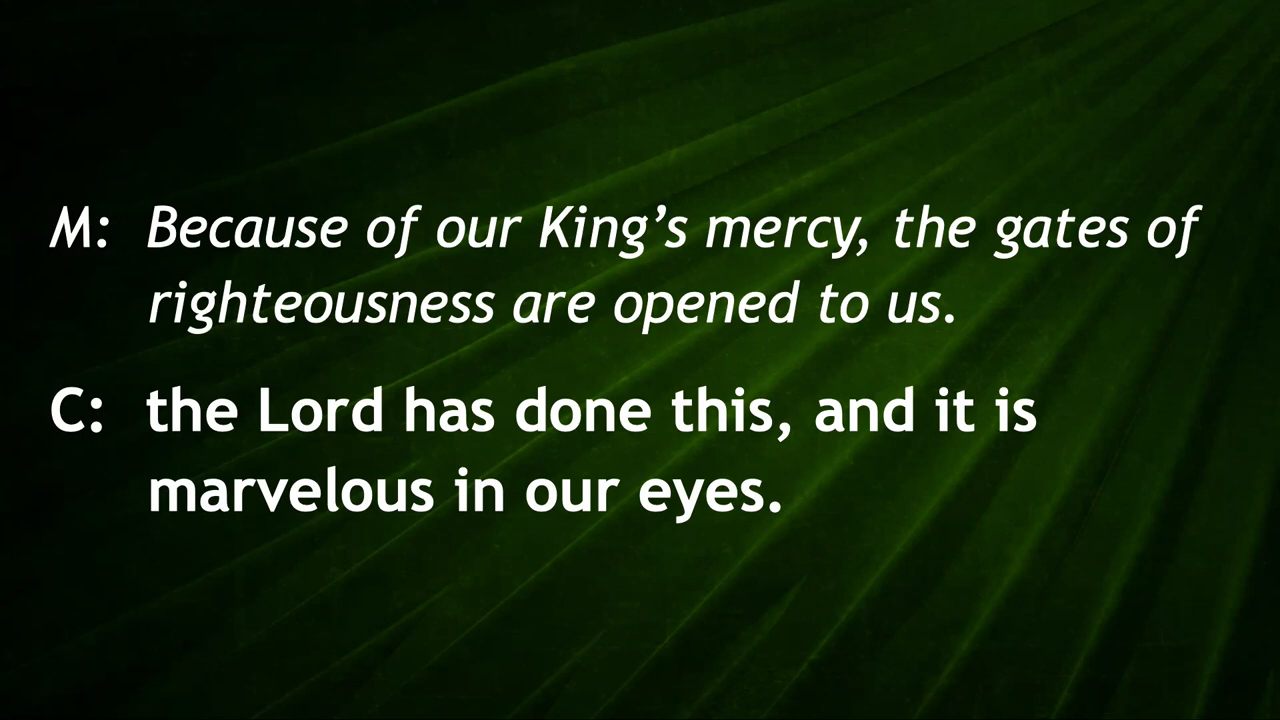 M: Because of our King’s mercy, the gates of
righteousness are opened to us.
C: the Lord has done this, and it is
marvelous in our eyes.